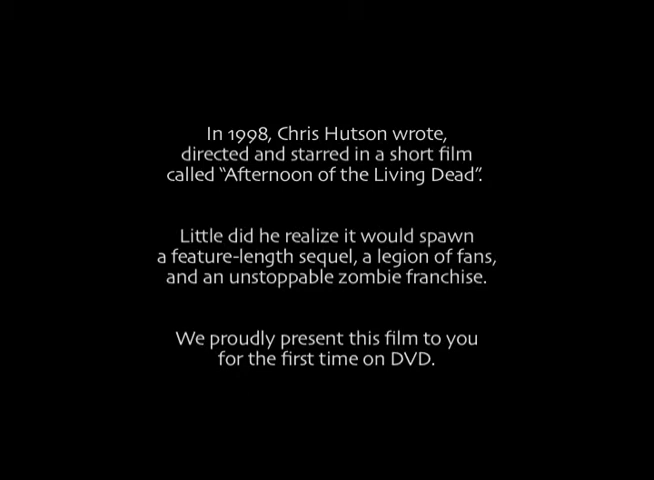 In 1998, Chris Hutson wrote,
directed and starred in a short film
called “Afternoon of the Living Dead”.
Little did he realize it would spawn
a feature-length sequel, a legion of fans,
and an unstoppable zombie franchise.
We proudly present this film to you
for the first time on DVD.